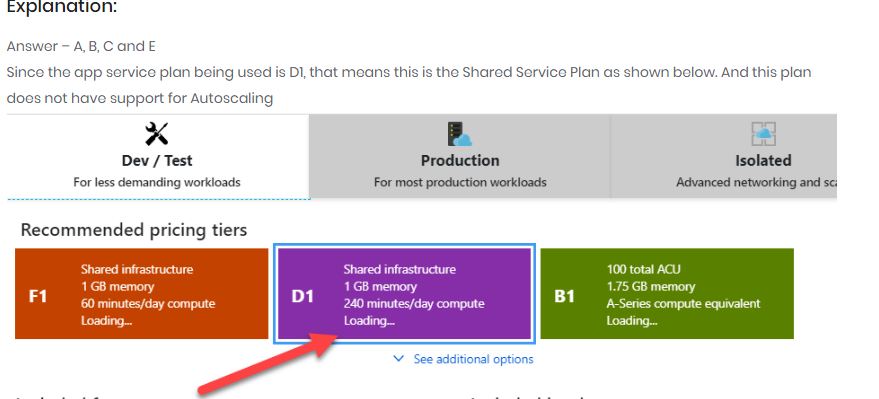 Explanation:
Answer – A, B, C and E
Since the app service plan being used is D1, that means this is the Shared Service Plan as shown below. And this plan
does not have support for Autoscaling
Dev / Test
For less demanding workloads
Production
For most production workloads
Isolated
Advanced networking and
Recommended pricing tiers
F1
Shared infrastructure
1 GB memory
60 minutes/day compute
Loading...
D1
Shared infrastructure
1 GB memory
240 minutes/day compute
Loading...
B1
100 total ACU
1.75 GB memory
A-Series compute equivalent
Loading...
See additional options